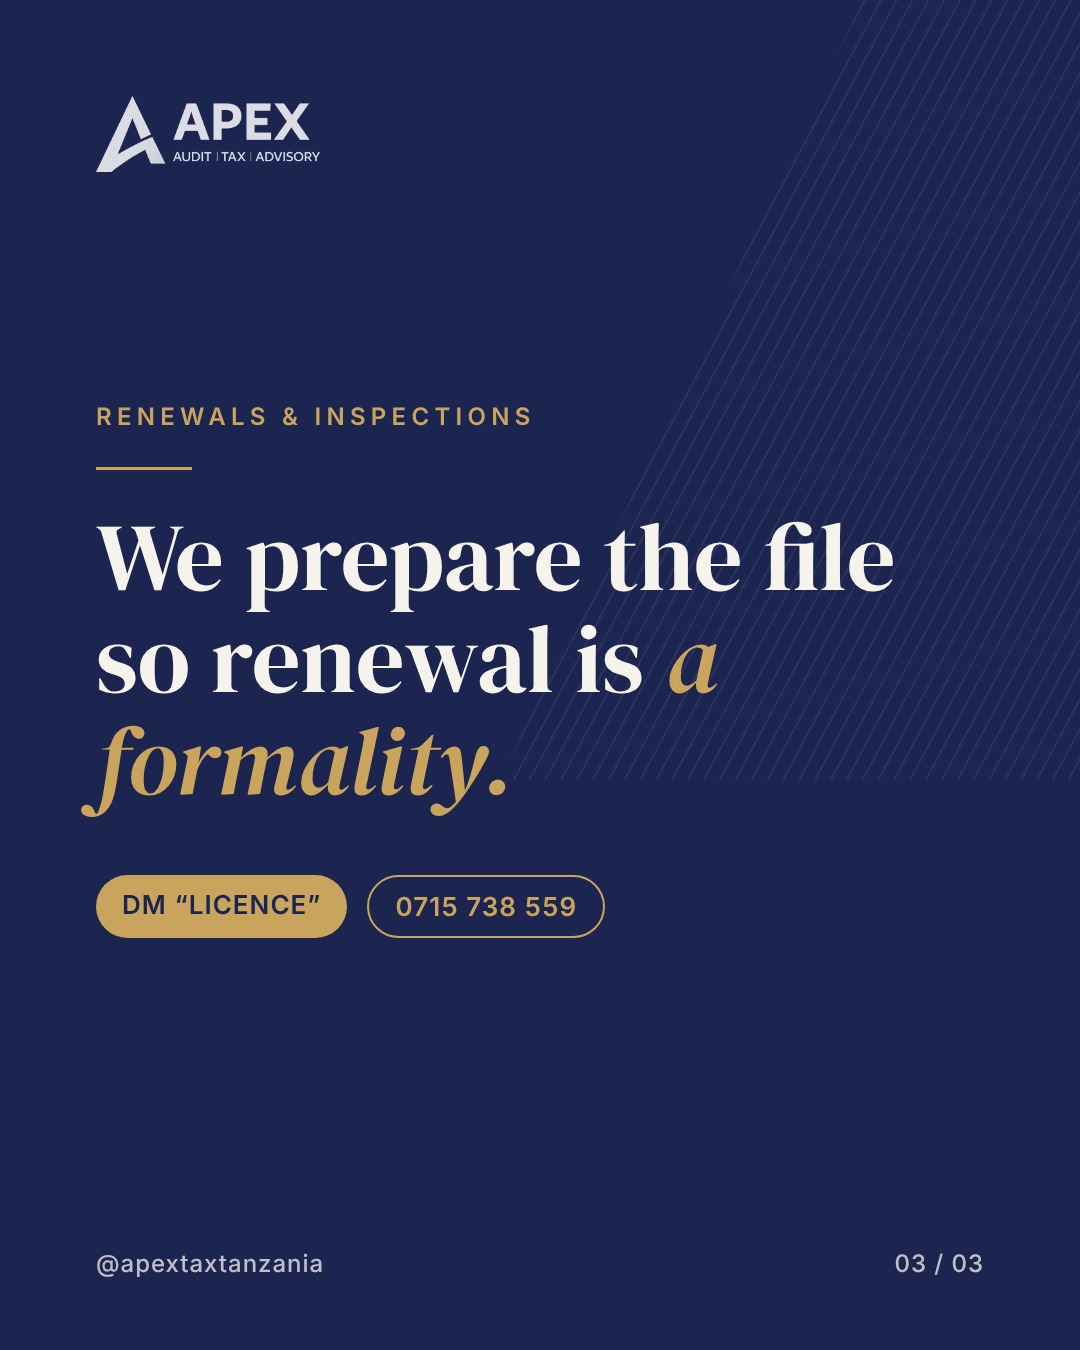 APEX
AUDIT | TAX | ADVISORY
RENEWALS & INSPECTIONS
We prepare the file
so renewal is a
formality.
DM “LICENCE”
0715 738 559
@apextaxtanzania
03 / 03